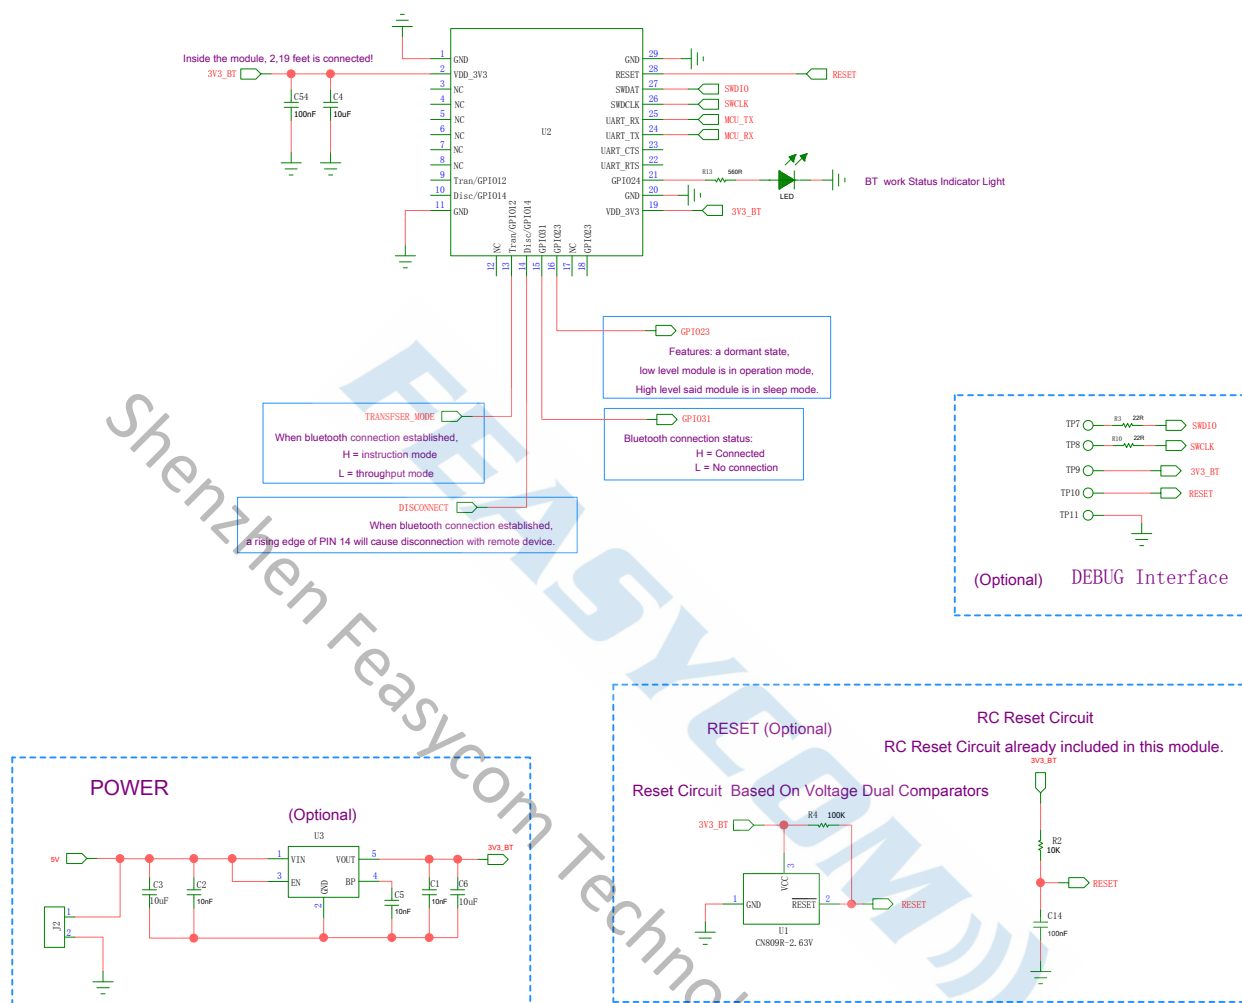 Inside the module, 2,19 feet is connected!
3V3_BT
C54
100nF
C4
10uF
U2
1 GND
2 VDD_3V3
3 NC
4 NC
5 NC
6 NC
7 NC
8 NC
9 Tran/GPIO12
10 Disc/GPIO14
11 GND
NC 12
Tran/GPIO12 13
Disc/GPIO14 14
GPIO31 15
GPIO23 16
NC 17
GPIO23 18
GND 29
RESET 28 RESET
SWDAT 27 SWDIO
SWDCLK 26 SWCLK
UART_RX 25 MCU_TX
UART_TX 24 MCU_RX
UART_CTS 23
UART_RTS 22
GPIO24 21
GND 20
VDD_3V3 19 3V3_BT
R13 560R
LED
BT work Status Indicator Light
GPIO23
Features: a dormant state,
low level module is in operation mode,
High level said module is in sleep mode.
TRANSFSER_MODE
When bluetooth connection established,
H = instruction mode
L = throughput mode
GPIO31
Bluetooth connection status:
H = Connected
L = No connection
DISCONNECT
When bluetooth connection established,
a rising edge of PIN 14 will cause disconnection with remote device.
TP7 R3 22R SWDIO
TP8 R10 22R SWCLK
TP9 3V3_BT
TP10 RESET
TP11
(Optional) DEBUG Interface
FEASYCOM
Shenzhen Feasycom Technolo
POWER
(Optional)
U3
5V
J2
1
2
C3
10uF
C2
10nF
1 VIN
3 EN
GND
2
VOUT 5
BP 4
C5
10nF
C1
10nF
C6
10uF
3V3_BT
RESET (Optional)
RC Reset Circuit
RC Reset Circuit already included in this module.
Reset Circuit Based On Voltage Dual Comparators
3V3_BT
R4 100K
3
VCC
1 GND
RESET 2
RESET
U1
CN809R-2.63V
3V3_BT
R2
10K
RESET
C14
100nF